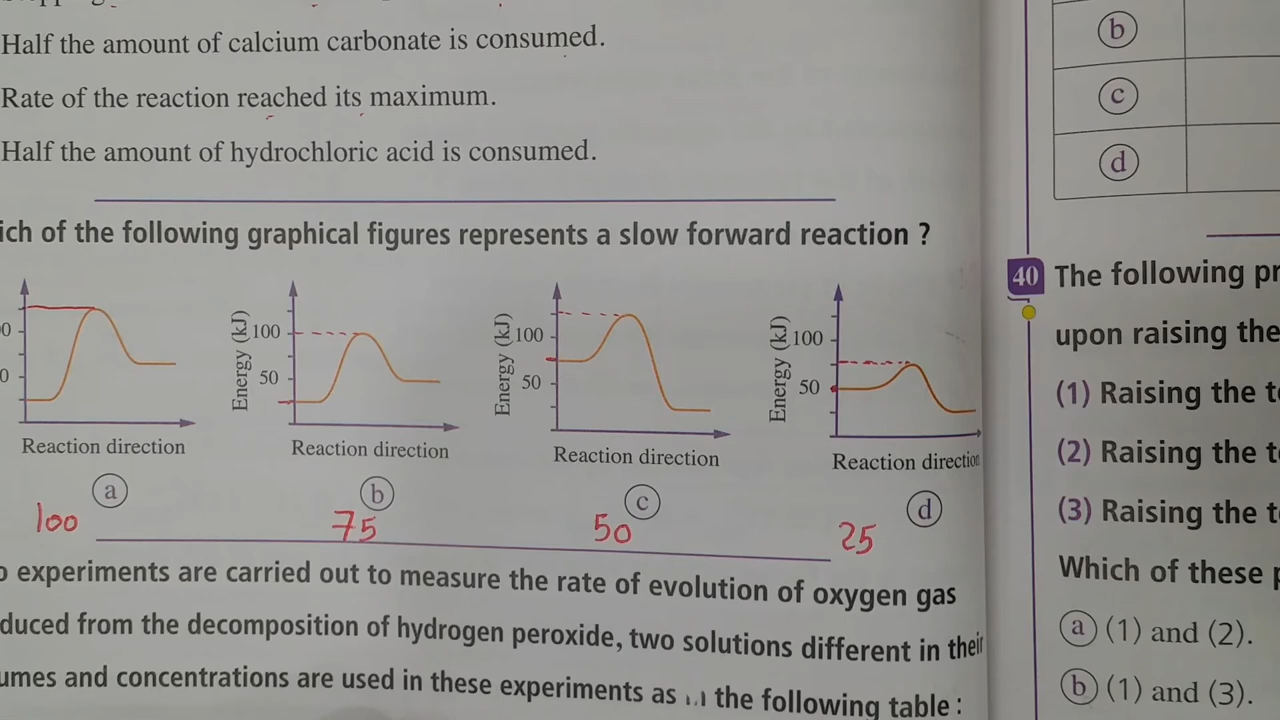 Half the amount of calcium carbonate is consumed.
Rate of the reaction reached its maximum.
Half the amount of hydrochloric acid is consumed.
ich of the following graphical figures represents a slow forward reaction ?
0
0
Reaction direction
a
100
Energy (kJ)
100
50
Reaction direction
b
75
Energy (kJ)
100
50
Reaction direction
c
50
Energy (kJ)
100
50
Reaction direction
d
25
o experiments are carried out to measure the rate of evolution of oxygen gas
duced from the decomposition of hydrogen peroxide, two solutions different in their
umes and concentrations are used in these experiments as the following table :
b
c
d
40 The following pr
upon raising the
(1) Raising the t
(2) Raising the t
(3) Raising the t
Which of these p
a (1) and (2).
b (1) and (3).